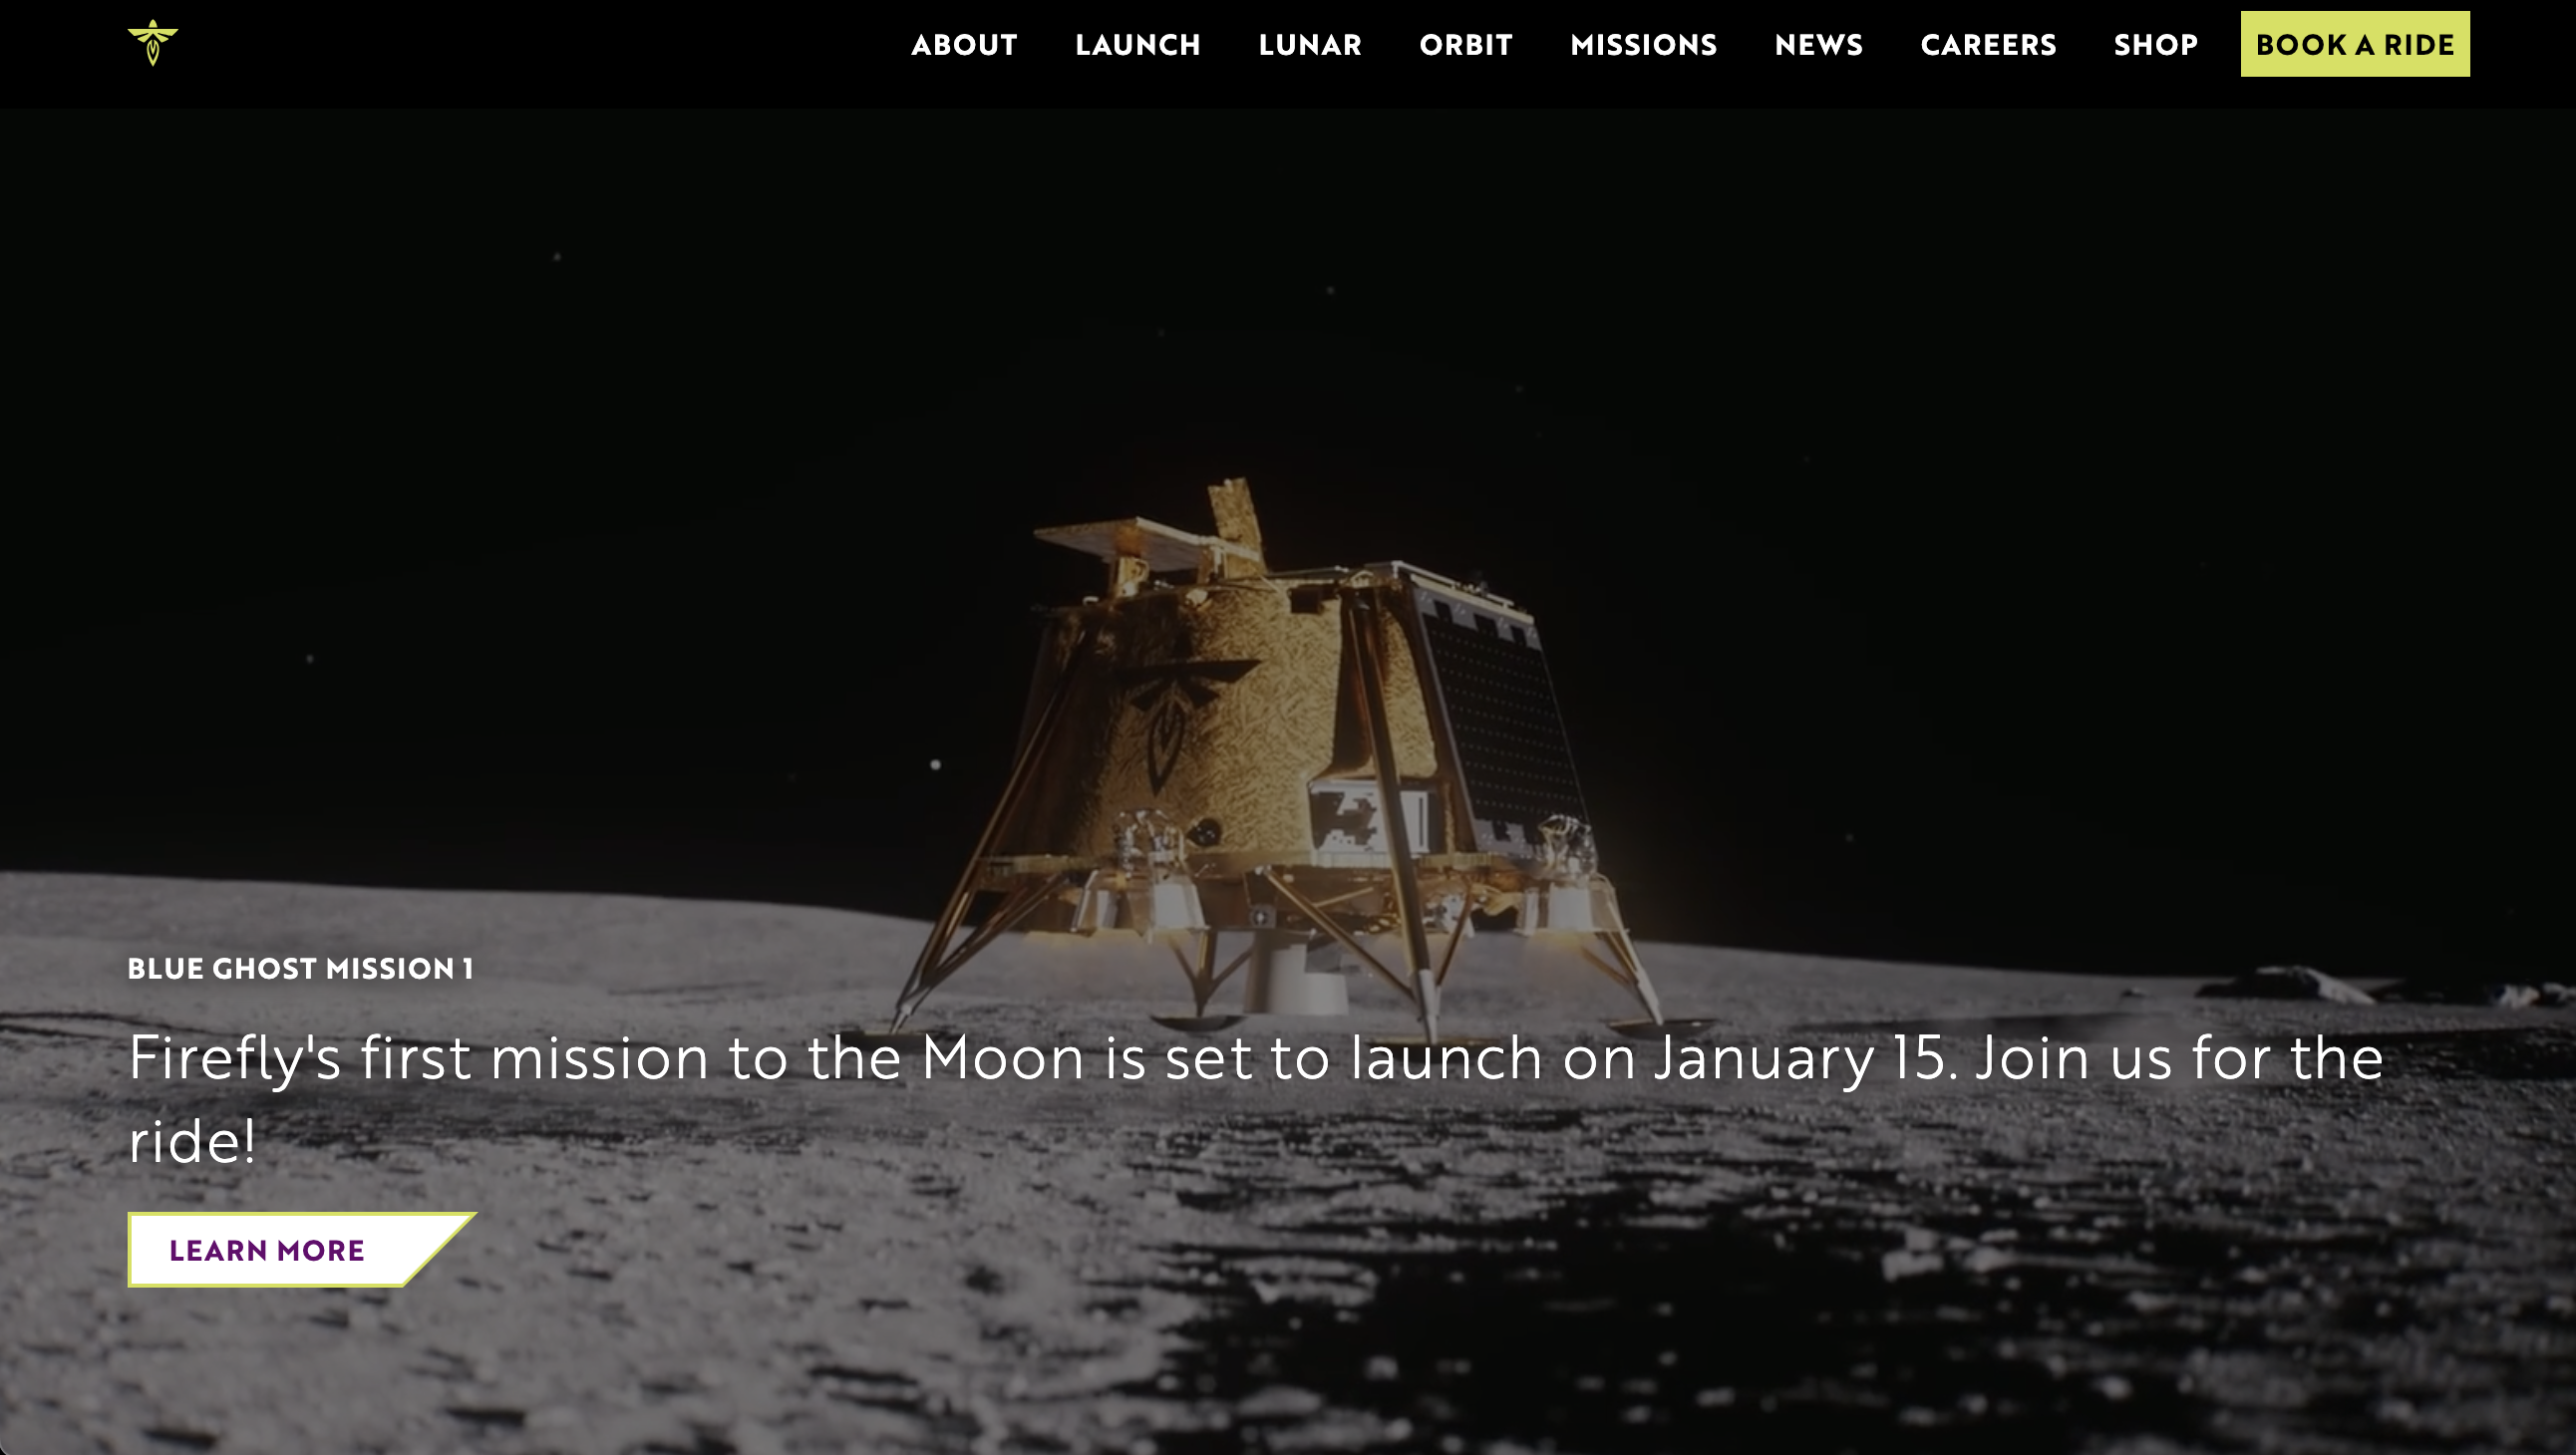 ABOUT LAUNCH LUNAR ORBIT MISSIONS NEWS CAREERS SHOP BOOK A RIDE
BLUE GHOST MISSION 1
Firefly's first mission to the Moon is set to launch on January 15. Join us for the
ride!
LEARN MORE